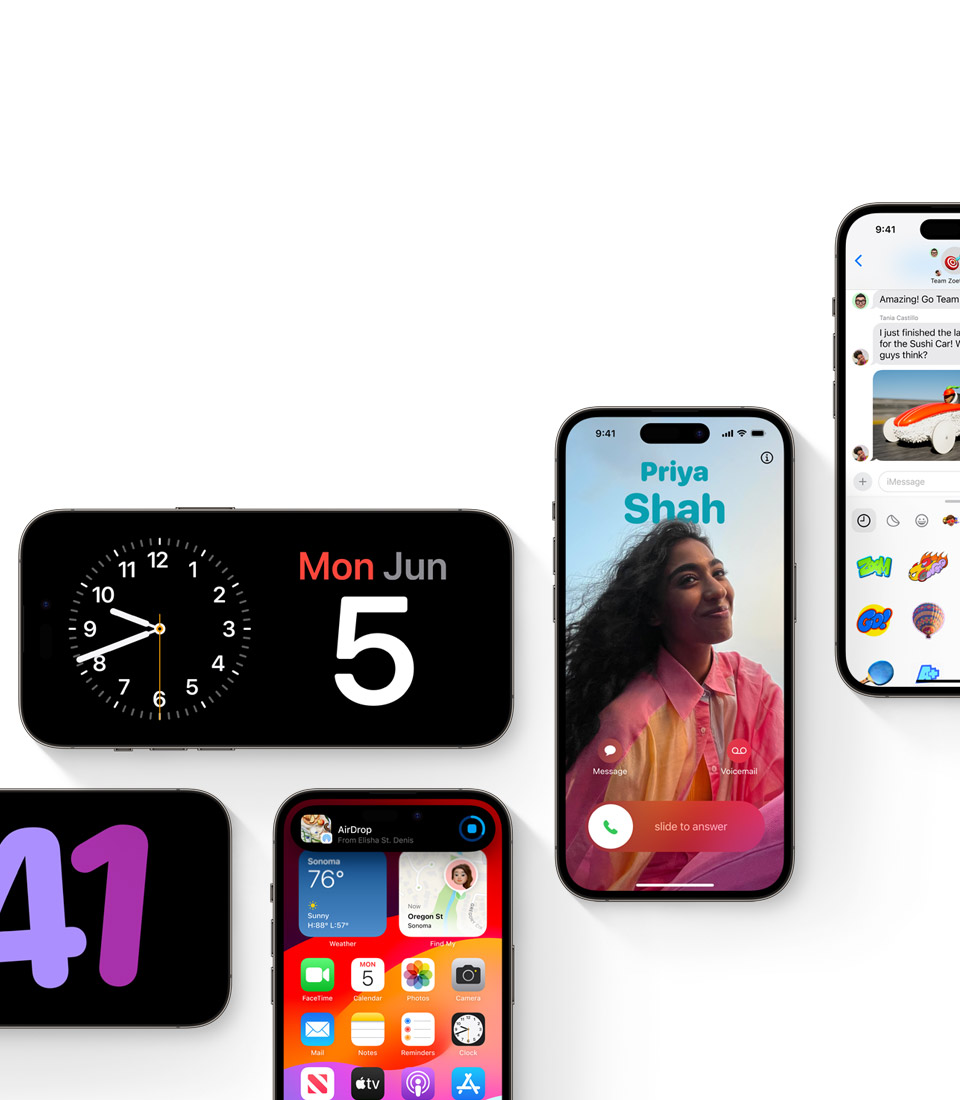 9:41
Team Zoe
Amazing! Go Team
Tania Castillo
I just finished the la
for the Sushi Car! W
guys think?
iMessage
ZAM
GO!
A+
9:41
Priya
Shah
Message
Voicemail
slide to answer
12
11
1
10
2
9
3
8
4
7
5
6
Mon Jun
5
41
AirDrop
From Elisha St. Denis
Sonoma
76°
Sunny
H:88° L:57°
Weather
Now
Oregon St
Sonoma
Find My
MON
5
FaceTime
Calendar
Photos
Camera
Mail
Notes
Reminders
Clock
tv